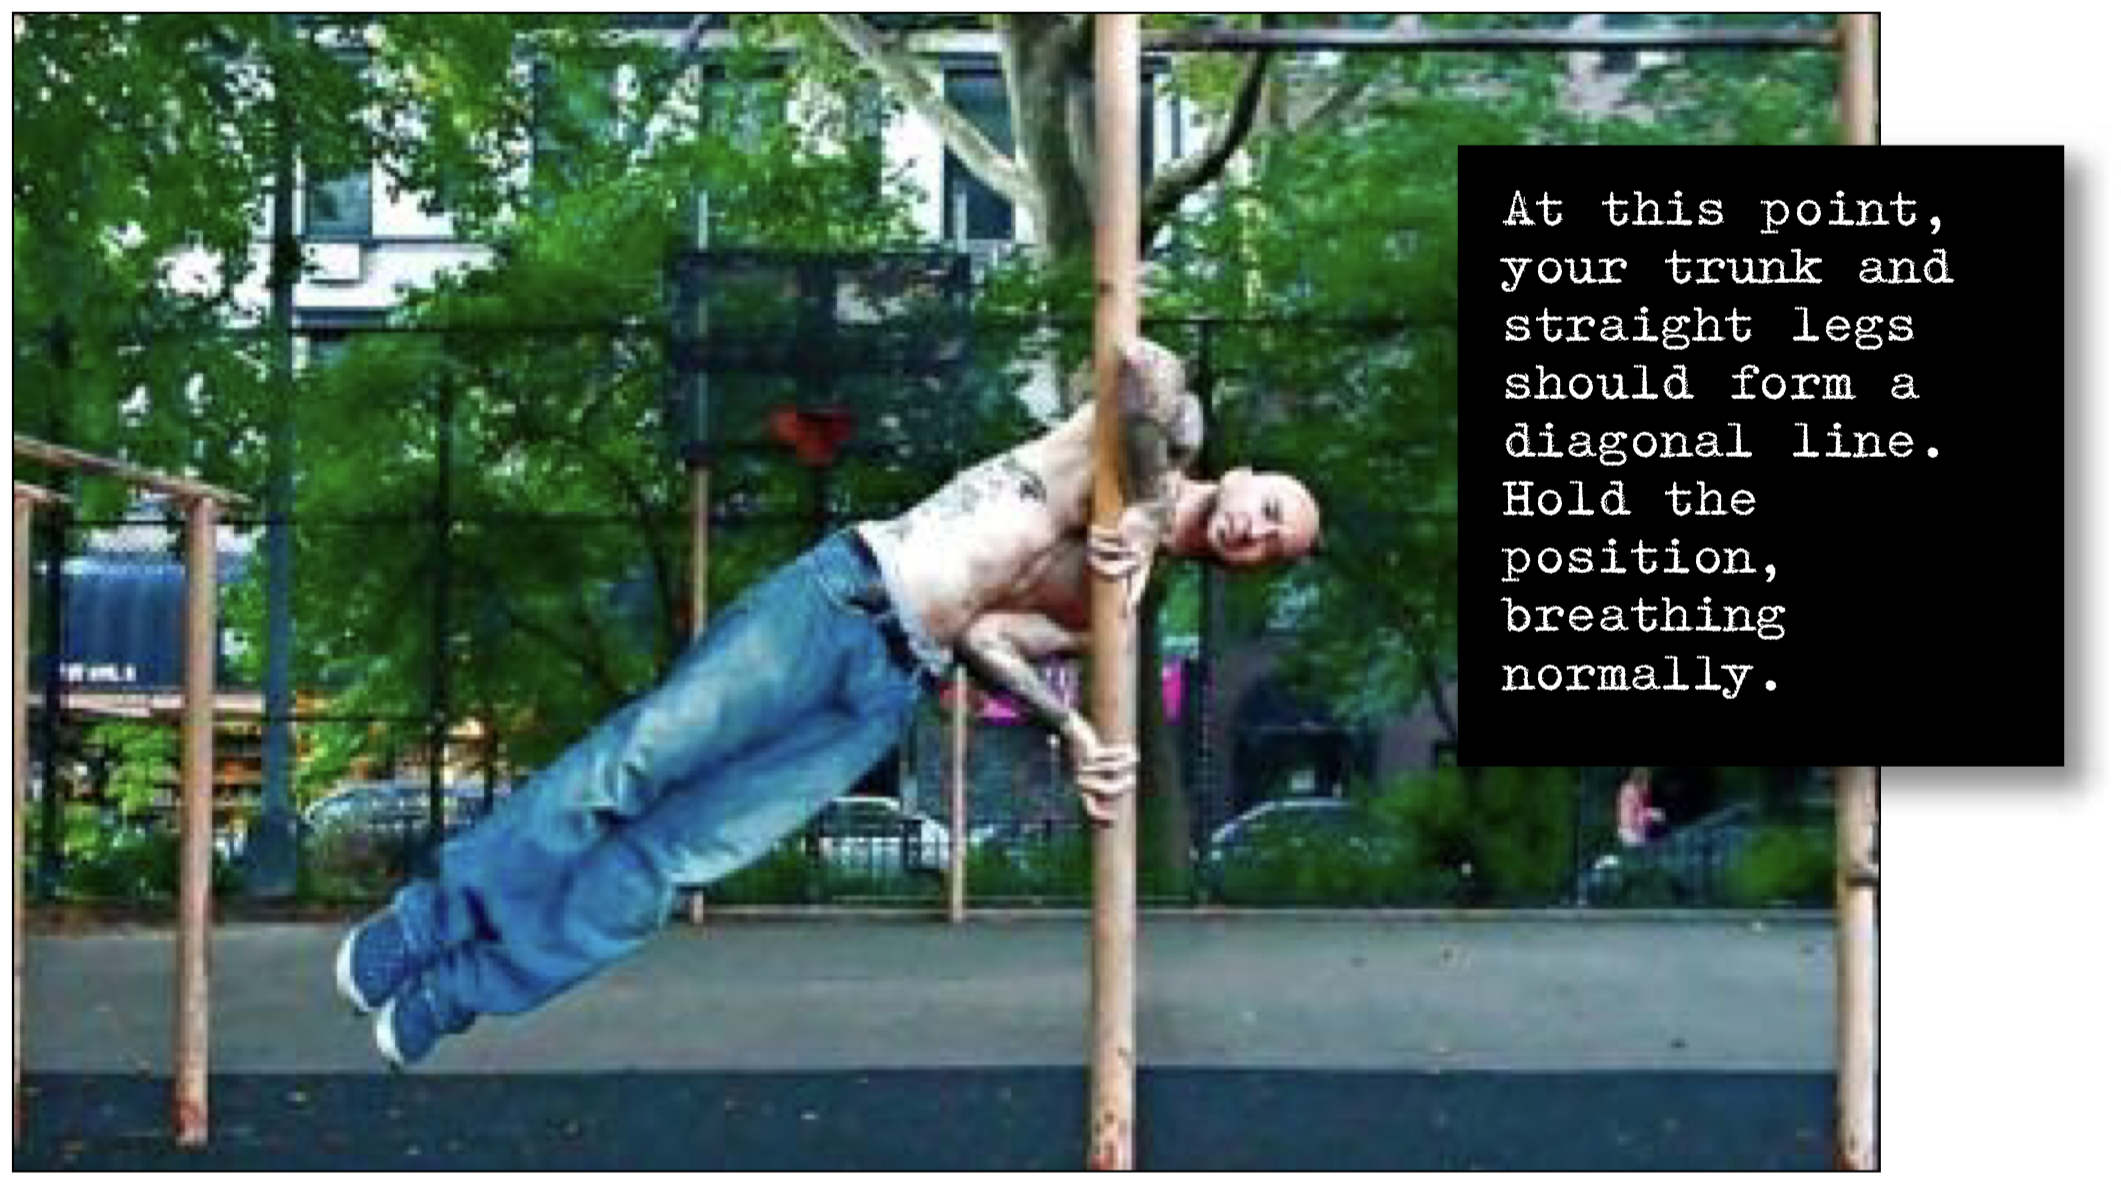 At this point,
your trunk and
straight legs
should form a
diagonal line.
Hold the
position,
breathing
normally.